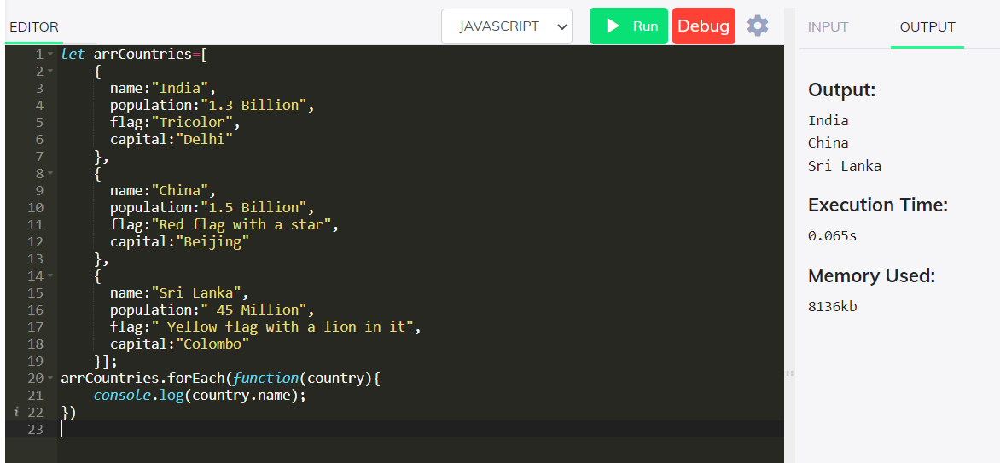 EDITOR
JAVASCRIPT
Run
Debug
INPUT
OUTPUT
1 let arrCountries=[
2     {
3       name:"India",
4       population:"1.3 Billion",
5       flag:"Tricolor",
6       capital:"Delhi"
7     },
8     {
9       name:"China",
10       population:"1.5 Billion",
11       flag:"Red flag with a star",
12       capital:"Beijing"
13     },
14     {
15       name:"Sri Lanka",
16       population:" 45 Million",
17       flag:" Yellow flag with a lion in it",
18       capital:"Colombo"
19     }];
20 arrCountries.forEach(function(country){
21     console.log(country.name);
i 22 })
23
Output:
India
China
Sri Lanka
Execution Time:
0.065s
Memory Used:
8136kb